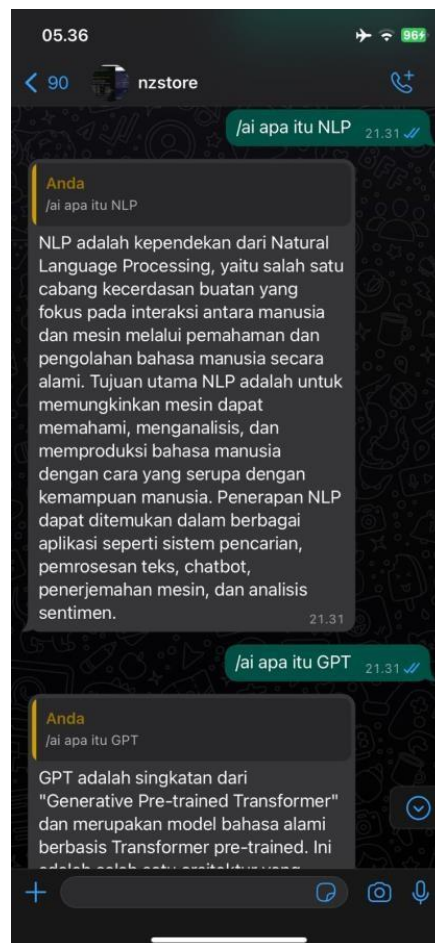 05.36
96
90 nzstore
/ai apa itu NLP 21.31
Anda
/ai apa itu NLP
NLP adalah kependekan dari Natural
Language Processing, yaitu salah satu
cabang kecerdasan buatan yang
fokus pada interaksi antara manusia
dan mesin melalui pemahaman dan
pengolahan bahasa manusia secara
alami. Tujuan utama NLP adalah untuk
memungkinkan mesin dapat
memahami, menganalisis, dan
memproduksi bahasa manusia
dengan cara yang serupa dengan
kemampuan manusia. Penerapan NLP
dapat ditemukan dalam berbagai
aplikasi seperti sistem pencarian,
pemrosesan teks, chatbot,
penerjemahan mesin, dan analisis
sentimen. 21.31
/ai apa itu GPT 21.31
Anda
/ai apa itu GPT
GPT adalah singkatan dari
"Generative Pre-trained Transformer"
dan merupakan model bahasa alami
berbasis Transformer pre-trained. Ini